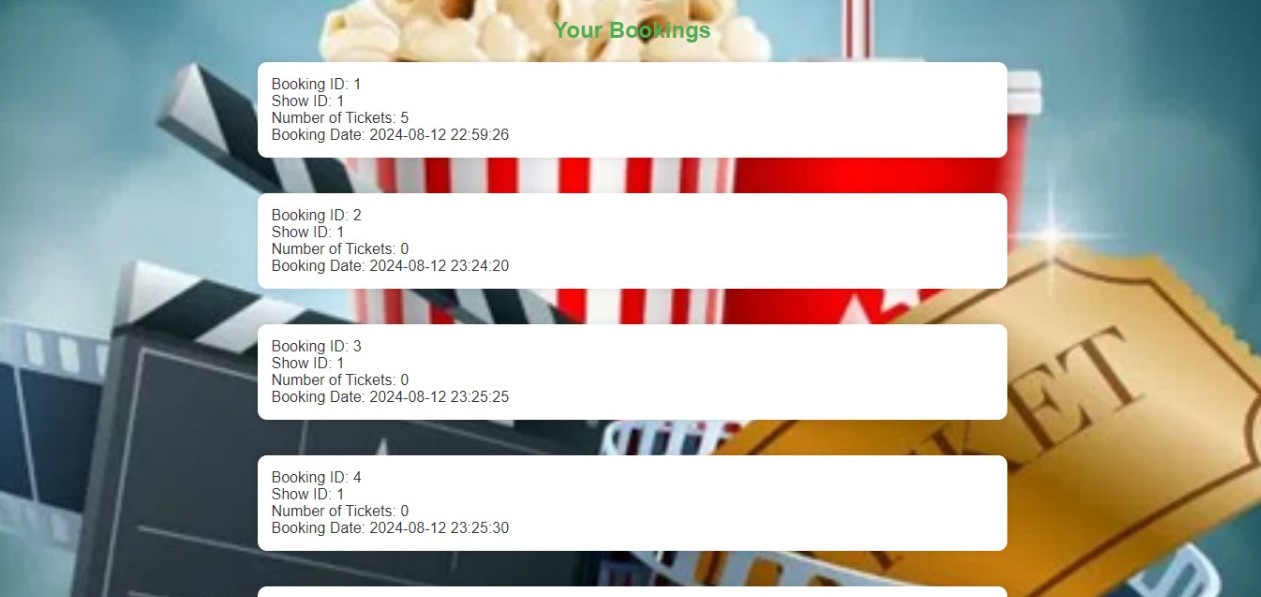 Your Bookings
Booking ID: 1
Show ID: 1
Number of Tickets: 5
Booking Date: 2024-08-12 22:59:26
Booking ID: 2
Show ID: 1
Number of Tickets: 0
Booking Date: 2024-08-12 23:24:20
Booking ID: 3
Show ID: 1
Number of Tickets: 0
Booking Date: 2024-08-12 23:25:25
Booking ID: 4
Show ID: 1
Number of Tickets: 0
Booking Date: 2024-08-12 23:25:30